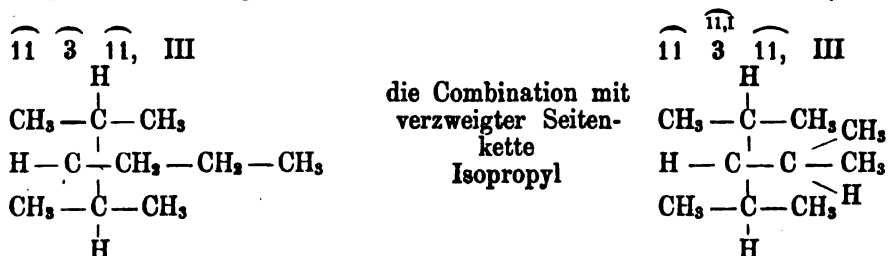 11 3 11, III
H
CH₃—C—CH₃
H—C—CH₂—CH₂—CH₃
CH₃—C—CH₃
H
die Combination mit
verzweigter Seiten-
kette
Isopropyl
11,I
11 3 11, III
H
CH₃—C—CH₃ CH₃
H—C—C—CH₃
CH₃—C—CH₃ H
H